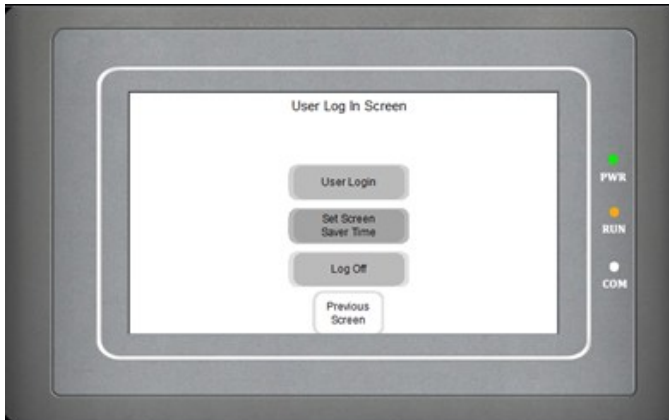 User Log In Screen
User Login
Set Screen
Saver Time
Log Off
Previous
Screen
PWR
RUN
COM